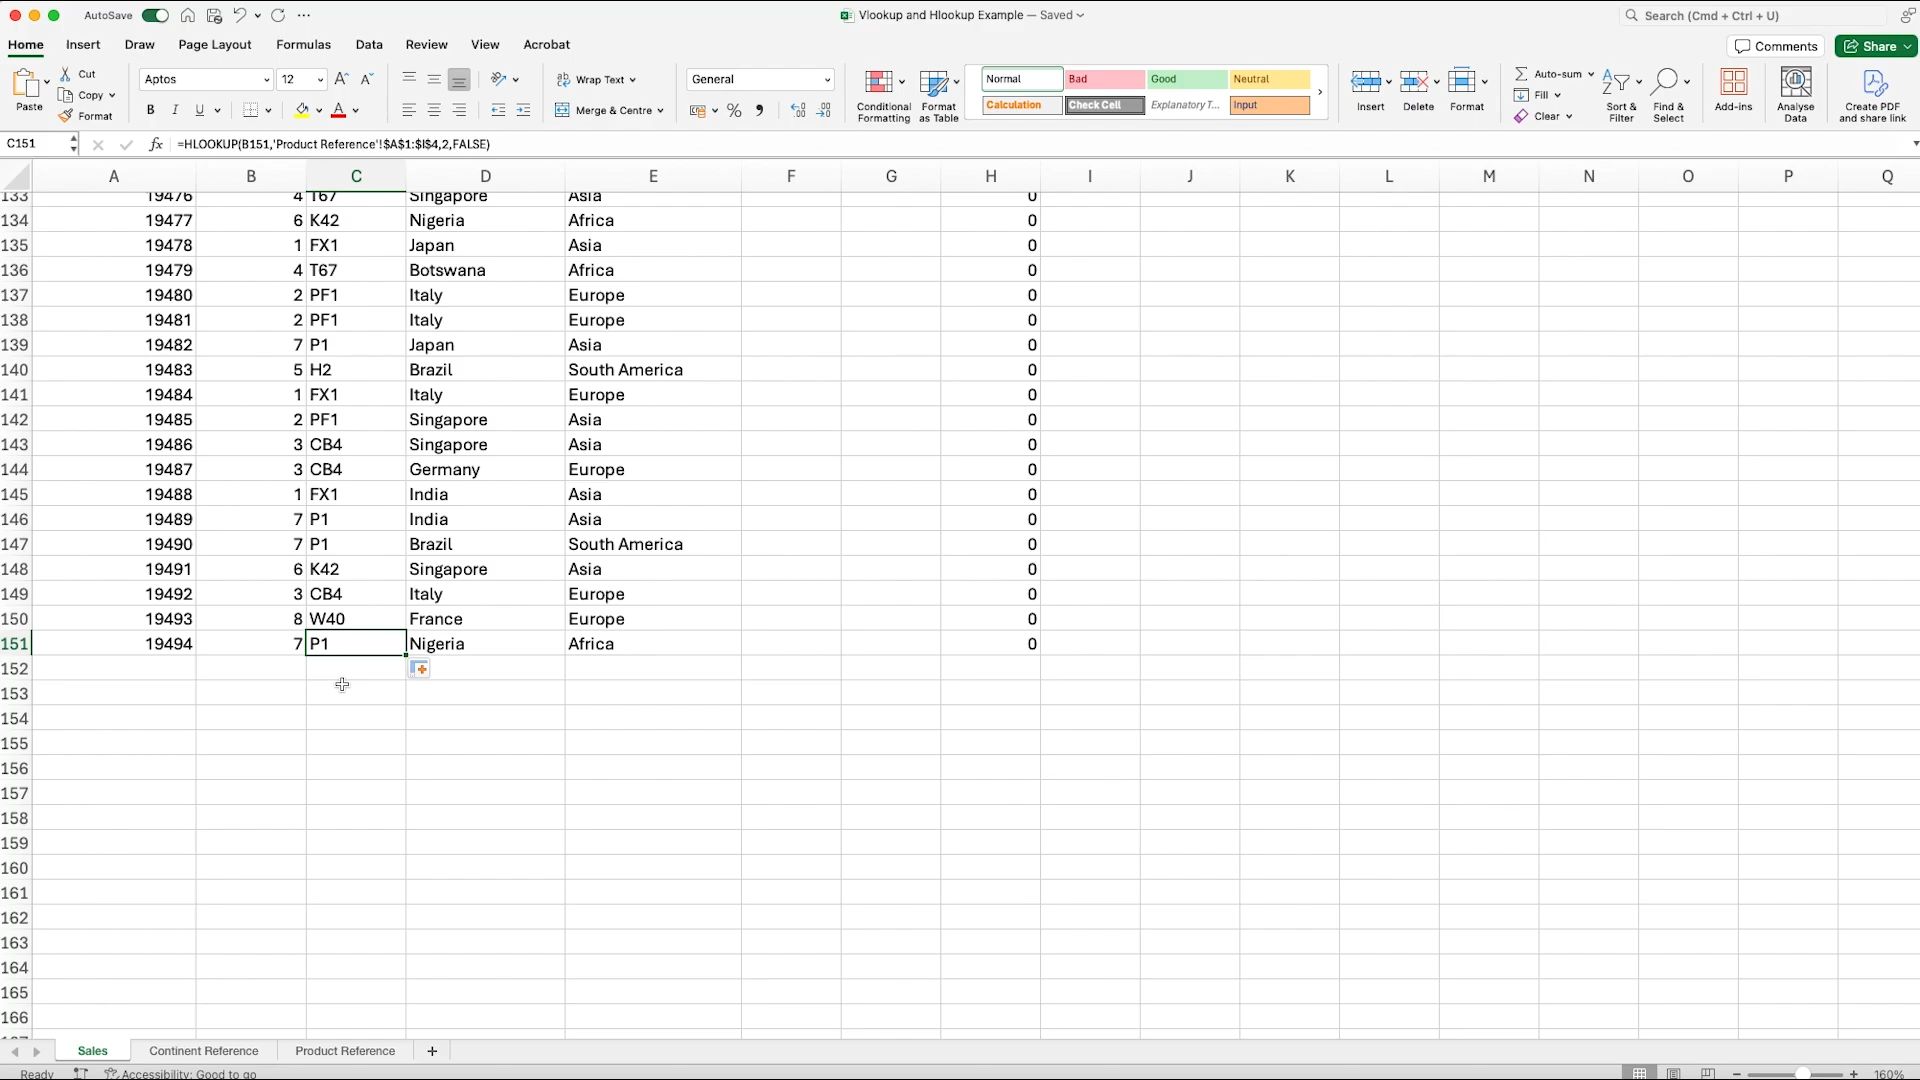 AutoSave
Vlookup and Hlookup Example — Saved
Search (Cmd + Ctrl + U)
Home Insert Draw Page Layout Formulas Data Review View Acrobat
Comments Share
Paste
Cut
Copy
Format
Aptos 12
B I U
Wrap Text
Merge & Centre
General
Conditional Formatting
Format as Table
Normal Bad Good Neutral
Calculation Check Cell Explanatory T... Input
Insert Delete Format
Auto-sum
Fill
Clear
Sort & Filter
Find & Select
Add-ins
Analyse Data
Create PDF and share link
C151 fx =HLOOKUP(B151,'Product Reference'!$A$1:$I$4,2,FALSE)
A B C D E F G H I J K L M N O P Q
133 19476 4 T67 Singapore Asia 0
134 19477 6 K42 Nigeria Africa 0
135 19478 1 FX1 Japan Asia 0
136 19479 4 T67 Botswana Africa 0
137 19480 2 PF1 Italy Europe 0
138 19481 2 PF1 Italy Europe 0
139 19482 7 P1 Japan Asia 0
140 19483 5 H2 Brazil South America 0
141 19484 1 FX1 Italy Europe 0
142 19485 2 PF1 Singapore Asia 0
143 19486 3 CB4 Singapore Asia 0
144 19487 3 CB4 Germany Europe 0
145 19488 1 FX1 India Asia 0
146 19489 7 P1 India Asia 0
147 19490 7 P1 Brazil South America 0
148 19491 6 K42 Singapore Asia 0
149 19492 3 CB4 Italy Europe 0
150 19493 8 W40 France Europe 0
151 19494 7 P1 Nigeria Africa 0
152
153
154
155
156
157
158
159
160
161
162
163
164
165
166
Sales Continent Reference Product Reference +
Ready Accessibility: Good to go 160%